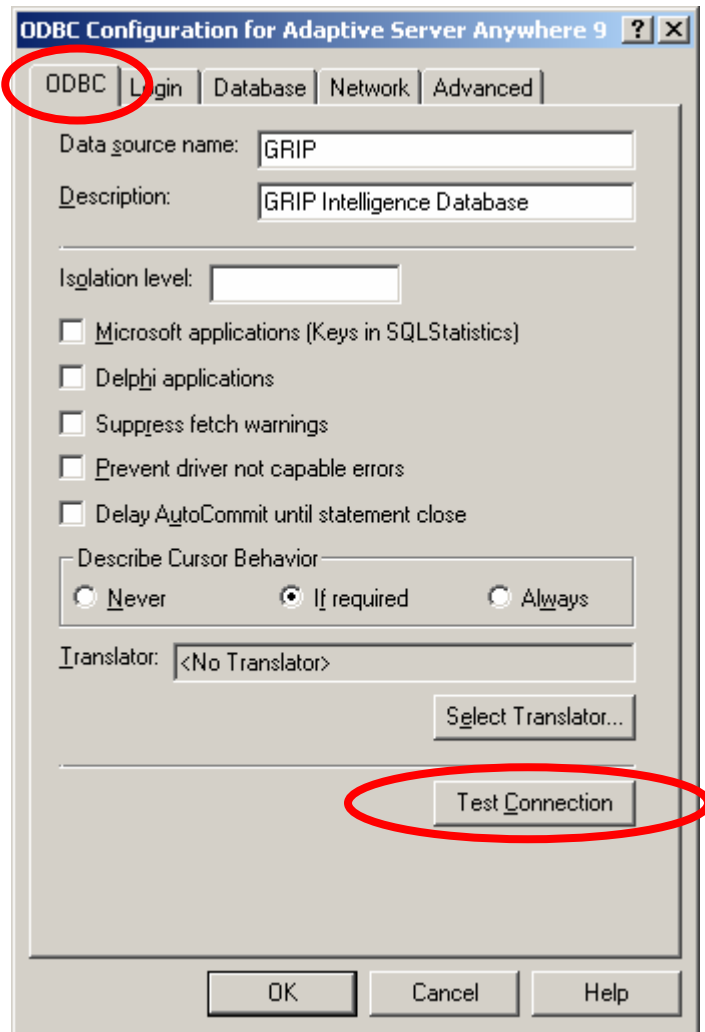 ODBC Configuration for Adaptive Server Anywhere 9 ? X
ODBC Login Database Network Advanced
Data source name: GRIP
Description: GRIP Intelligence Database
Isolation level:
Microsoft applications (Keys in SQLStatistics)
Delphi applications
Suppress fetch warnings
Prevent driver not capable errors
Delay AutoCommit until statement close
Describe Cursor Behavior
Never If required Always
Translator: <No Translator>
Select Translator...
Test Connection
OK Cancel Help